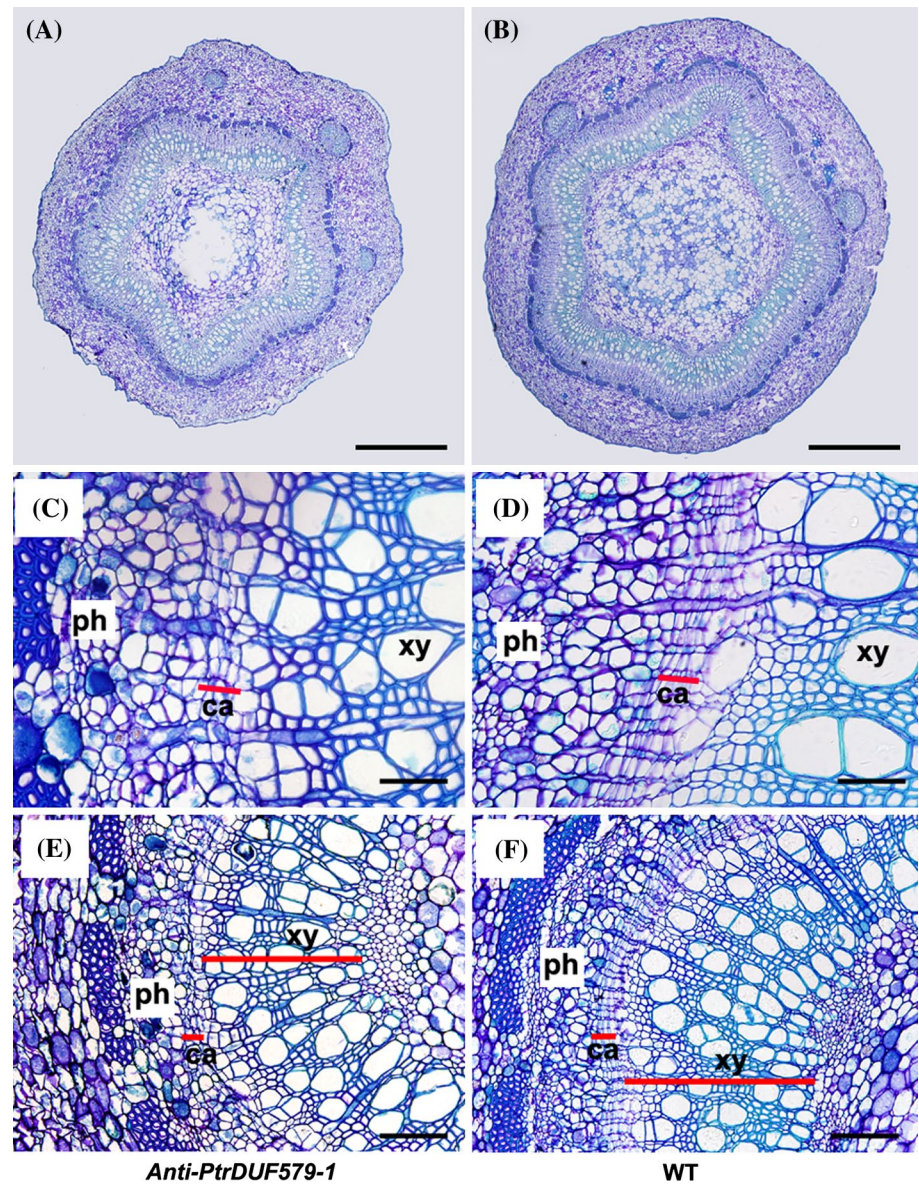 (A)
(B)
(C)
ph
xy
ca
(D)
ph
xy
ca
(E)
xy
ph
ca
(F)
ph
ca
xy
Anti-PtrDUF579-1
WT